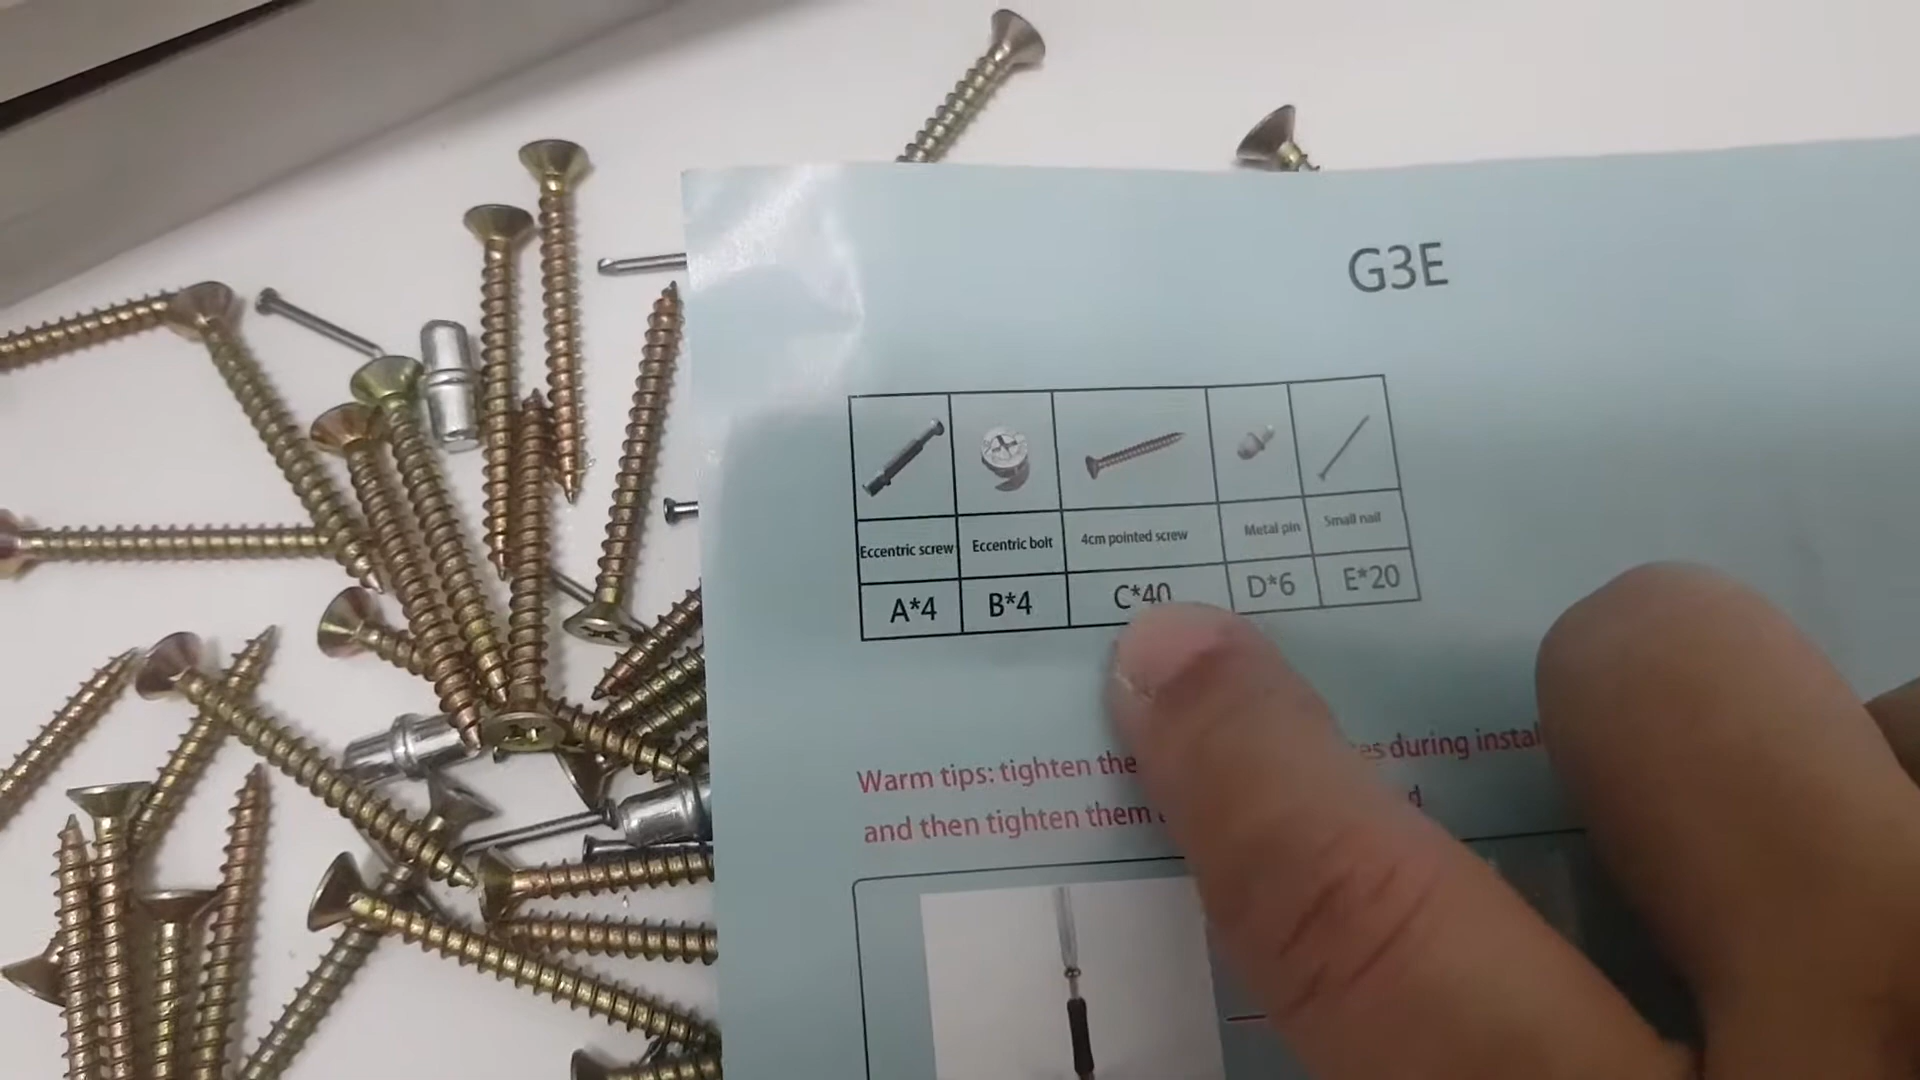 G3E
Eccentric screw Eccentric bolt 4cm pointed screw Metal pin Small nail
A*4 B*4 C*40 D*6 E*20
Warm tips: tighten the during instal
and then tighten them